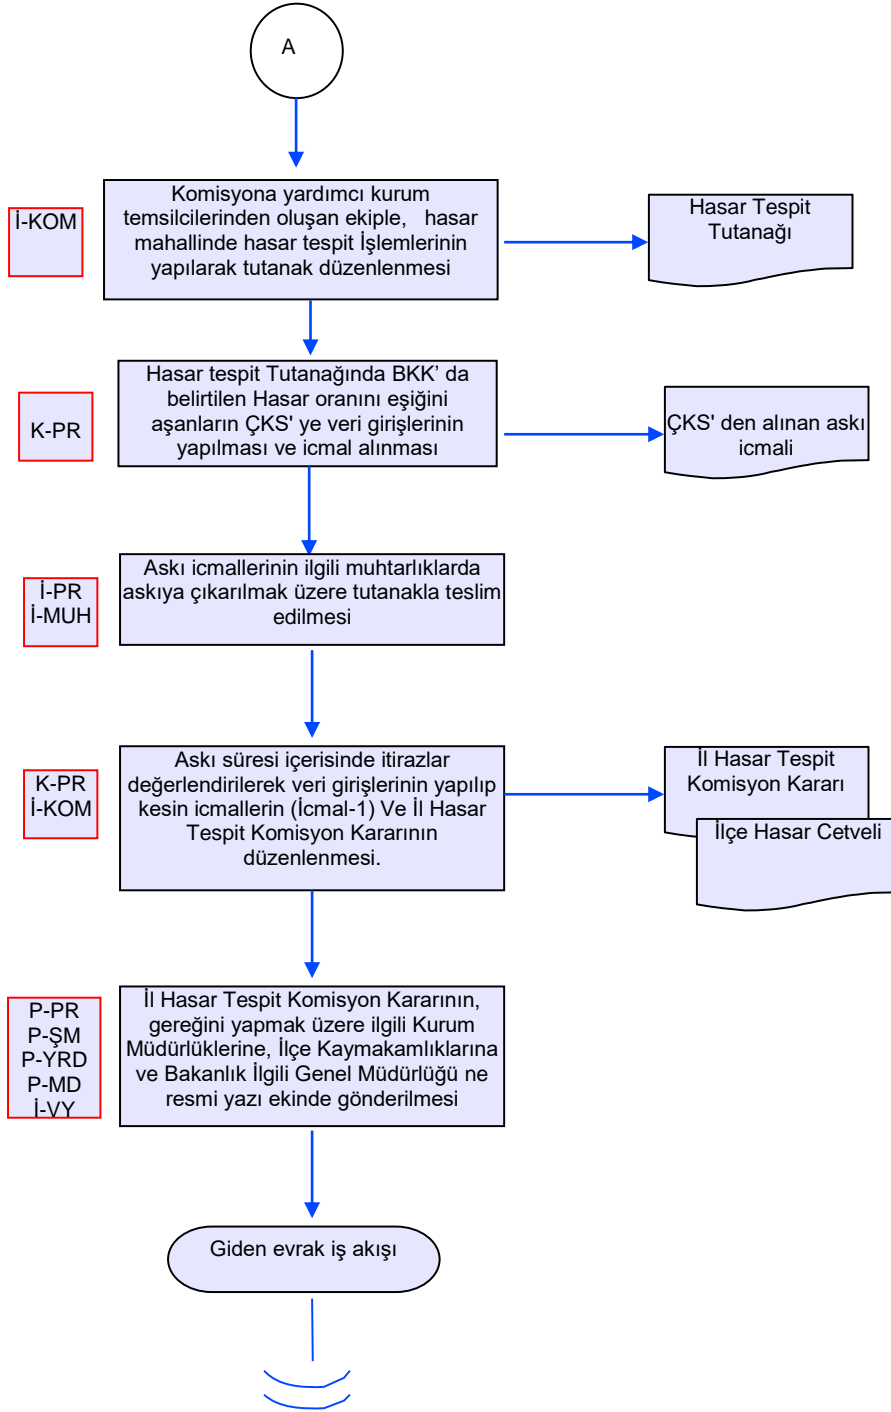 A
İ-KOM
Komisyona yardımcı kurum
temsilcilerinden oluşan ekiple, hasar
mahallinde hasar tespit İşlemlerinin
yapılarak tutanak düzenlenmesi
Hasar Tespit
Tutanağı
K-PR
Hasar tespit Tutanağında BKK’ da
belirtilen Hasar oranını eşiğini
aşanların ÇKS' ye veri girişlerinin
yapılması ve icmal alınması
ÇKS' den alınan askı
icmali
İ-PR
İ-MUH
Askı icmallerinin ilgili muhtarlıklarda
askıya çıkarılmak üzere tutanakla teslim
edilmesi
K-PR
İ-KOM
Askı süresi içerisinde itirazlar
değerlendirilerek veri girişlerinin yapılıp
kesin icmallerin (İcmal-1) Ve İl Hasar
Tespit Komisyon Kararının
düzenlenmesi.
İl Hasar Tespit
Komisyon Kararı
İlçe Hasar Cetveli
P-PR
P-ŞM
P-YRD
P-MD
İ-VY
İl Hasar Tespit Komisyon Kararının,
gereğini yapmak üzere ilgili Kurum
Müdürlüklerine, İlçe Kaymakamlıklarına
ve Bakanlık İlgili Genel Müdürlüğü ne
resmi yazı ekinde gönderilmesi
Giden evrak iş akışı